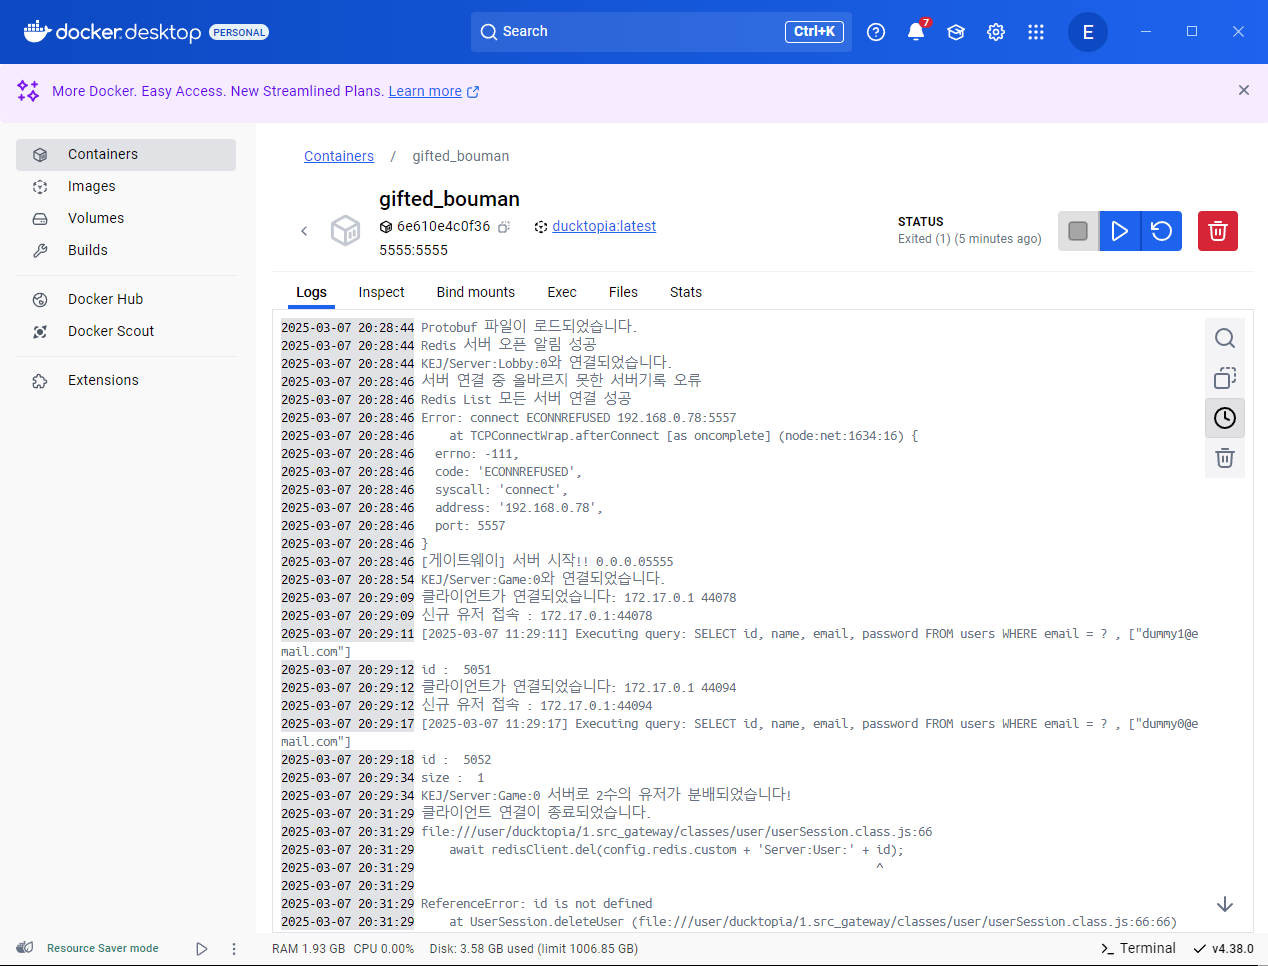 docker.desktop PERSONAL
Search
Ctrl+K
7
E
More Docker. Easy Access. New Streamlined Plans. Learn more
Containers
Images
Volumes
Builds
Docker Hub
Docker Scout
Extensions
Containers / gifted_bouman
gifted_bouman
6e610e4c0f36
ducktopia:latest
5555:5555
STATUS
Exited (1) (5 minutes ago)
Logs
Inspect
Bind mounts
Exec
Files
Stats
2025-03-07 20:28:44 Protobuf 파일이 로드되었습니다.
2025-03-07 20:28:44 Redis 서버 오픈 알림 성공
2025-03-07 20:28:44 KEJ/Server:Lobby:0와 연결되었습니다.
2025-03-07 20:28:46 서버 연결 중 올바르지 못한 서버기록 오류
2025-03-07 20:28:46 Redis List 모든 서버 연결 성공
2025-03-07 20:28:46 Error: connect ECONNREFUSED 192.168.0.78:5557
2025-03-07 20:28:46     at TCPConnectWrap.afterConnect [as oncomplete] (node:net:1634:16) {
2025-03-07 20:28:46   errno: -111,
2025-03-07 20:28:46   code: 'ECONNREFUSED',
2025-03-07 20:28:46   syscall: 'connect',
2025-03-07 20:28:46   address: '192.168.0.78',
2025-03-07 20:28:46   port: 5557
2025-03-07 20:28:46 }
2025-03-07 20:28:46 [게이트웨이] 서버 시작!! 0.0.0.05555
2025-03-07 20:28:54 KEJ/Server:Game:0와 연결되었습니다.
2025-03-07 20:29:09 클라이언트가 연결되었습니다: 172.17.0.1 44078
2025-03-07 20:29:09 신규 유저 접속 : 172.17.0.1:44078
2025-03-07 20:29:11 [2025-03-07 11:29:11] Executing query: SELECT id, name, email, password FROM users WHERE email = ? , ["dummy1@e
mail.com"]
2025-03-07 20:29:12 id :  5051
2025-03-07 20:29:12 클라이언트가 연결되었습니다: 172.17.0.1 44094
2025-03-07 20:29:12 신규 유저 접속 : 172.17.0.1:44094
2025-03-07 20:29:17 [2025-03-07 11:29:17] Executing query: SELECT id, name, email, password FROM users WHERE email = ? , ["dummy0@e
mail.com"]
2025-03-07 20:29:18 id :  5052
2025-03-07 20:29:34 size :  1
2025-03-07 20:29:34 KEJ/Server:Game:0 서버로 2수의 유저가 분배되었습니다!
2025-03-07 20:31:29 클라이언트 연결이 종료되었습니다.
2025-03-07 20:31:29 file:///user/ducktopia/1.src_gateway/classes/user/userSession.class.js:66
2025-03-07 20:31:29     await redisClient.del(config.redis.custom + 'Server:User:' + id);
2025-03-07 20:31:29                                                                  ^
2025-03-07 20:31:29
2025-03-07 20:31:29 ReferenceError: id is not defined
2025-03-07 20:31:29     at UserSession.deleteUser (file:///user/ducktopia/1.src_gateway/classes/user/userSession.class.js:66:66)
Resource Saver mode
RAM 1.93 GB CPU 0.00% Disk: 3.58 GB used (limit 1006.85 GB)
>_ Terminal
v4.38.0